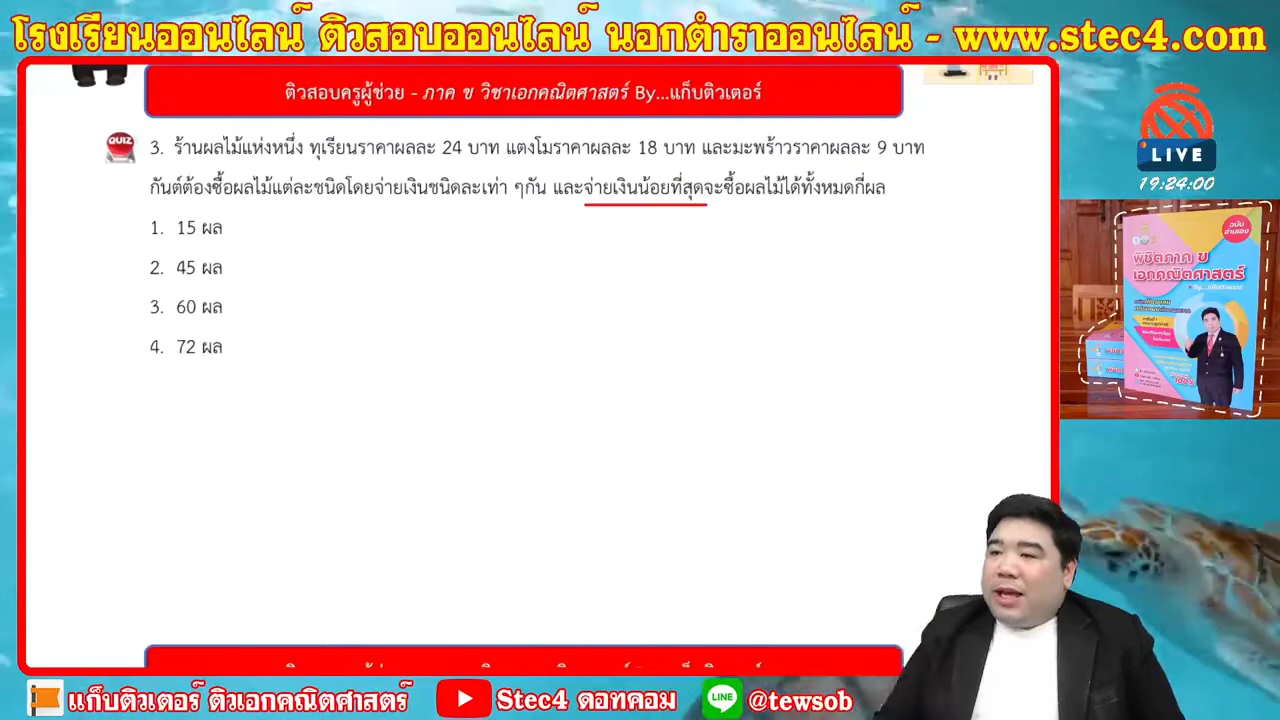 โรงเรียนออนไลน์ ติวสอบออนไลน์ นอกตำราออนไลน์ - www.stec4.com
ติวสอบครูผู้ช่วย - ภาค ข วิชาเอกคณิตศาสตร์ By...แก็บติวเตอร์
QUIZ
3. ร้านผลไม้แห่งหนึ่ง ทุเรียนราคาผลละ 24 บาท แตงโมราคาผลละ 18 บาท และมะพร้าวราคาผลละ 9 บาท
กันต์ต้องซื้อผลไม้แต่ละชนิดโดยจ่ายเงินชนิดละเท่า ๆกัน และจ่ายเงินน้อยที่สุดจะซื้อผลไม้ได้ทั้งหมดกี่ผล
1. 15 ผล
2. 45 ผล
3. 60 ผล
4. 72 ผล
LIVE
19:24:00
ฉบับ
อ่านเอง
พิชิตภาค ข
เอกคณิตศาสตร์
แก็บติวเตอร์ ติวเอกคณิตศาสตร์
Stec4 ดอทคอม
LINE
@tewsob